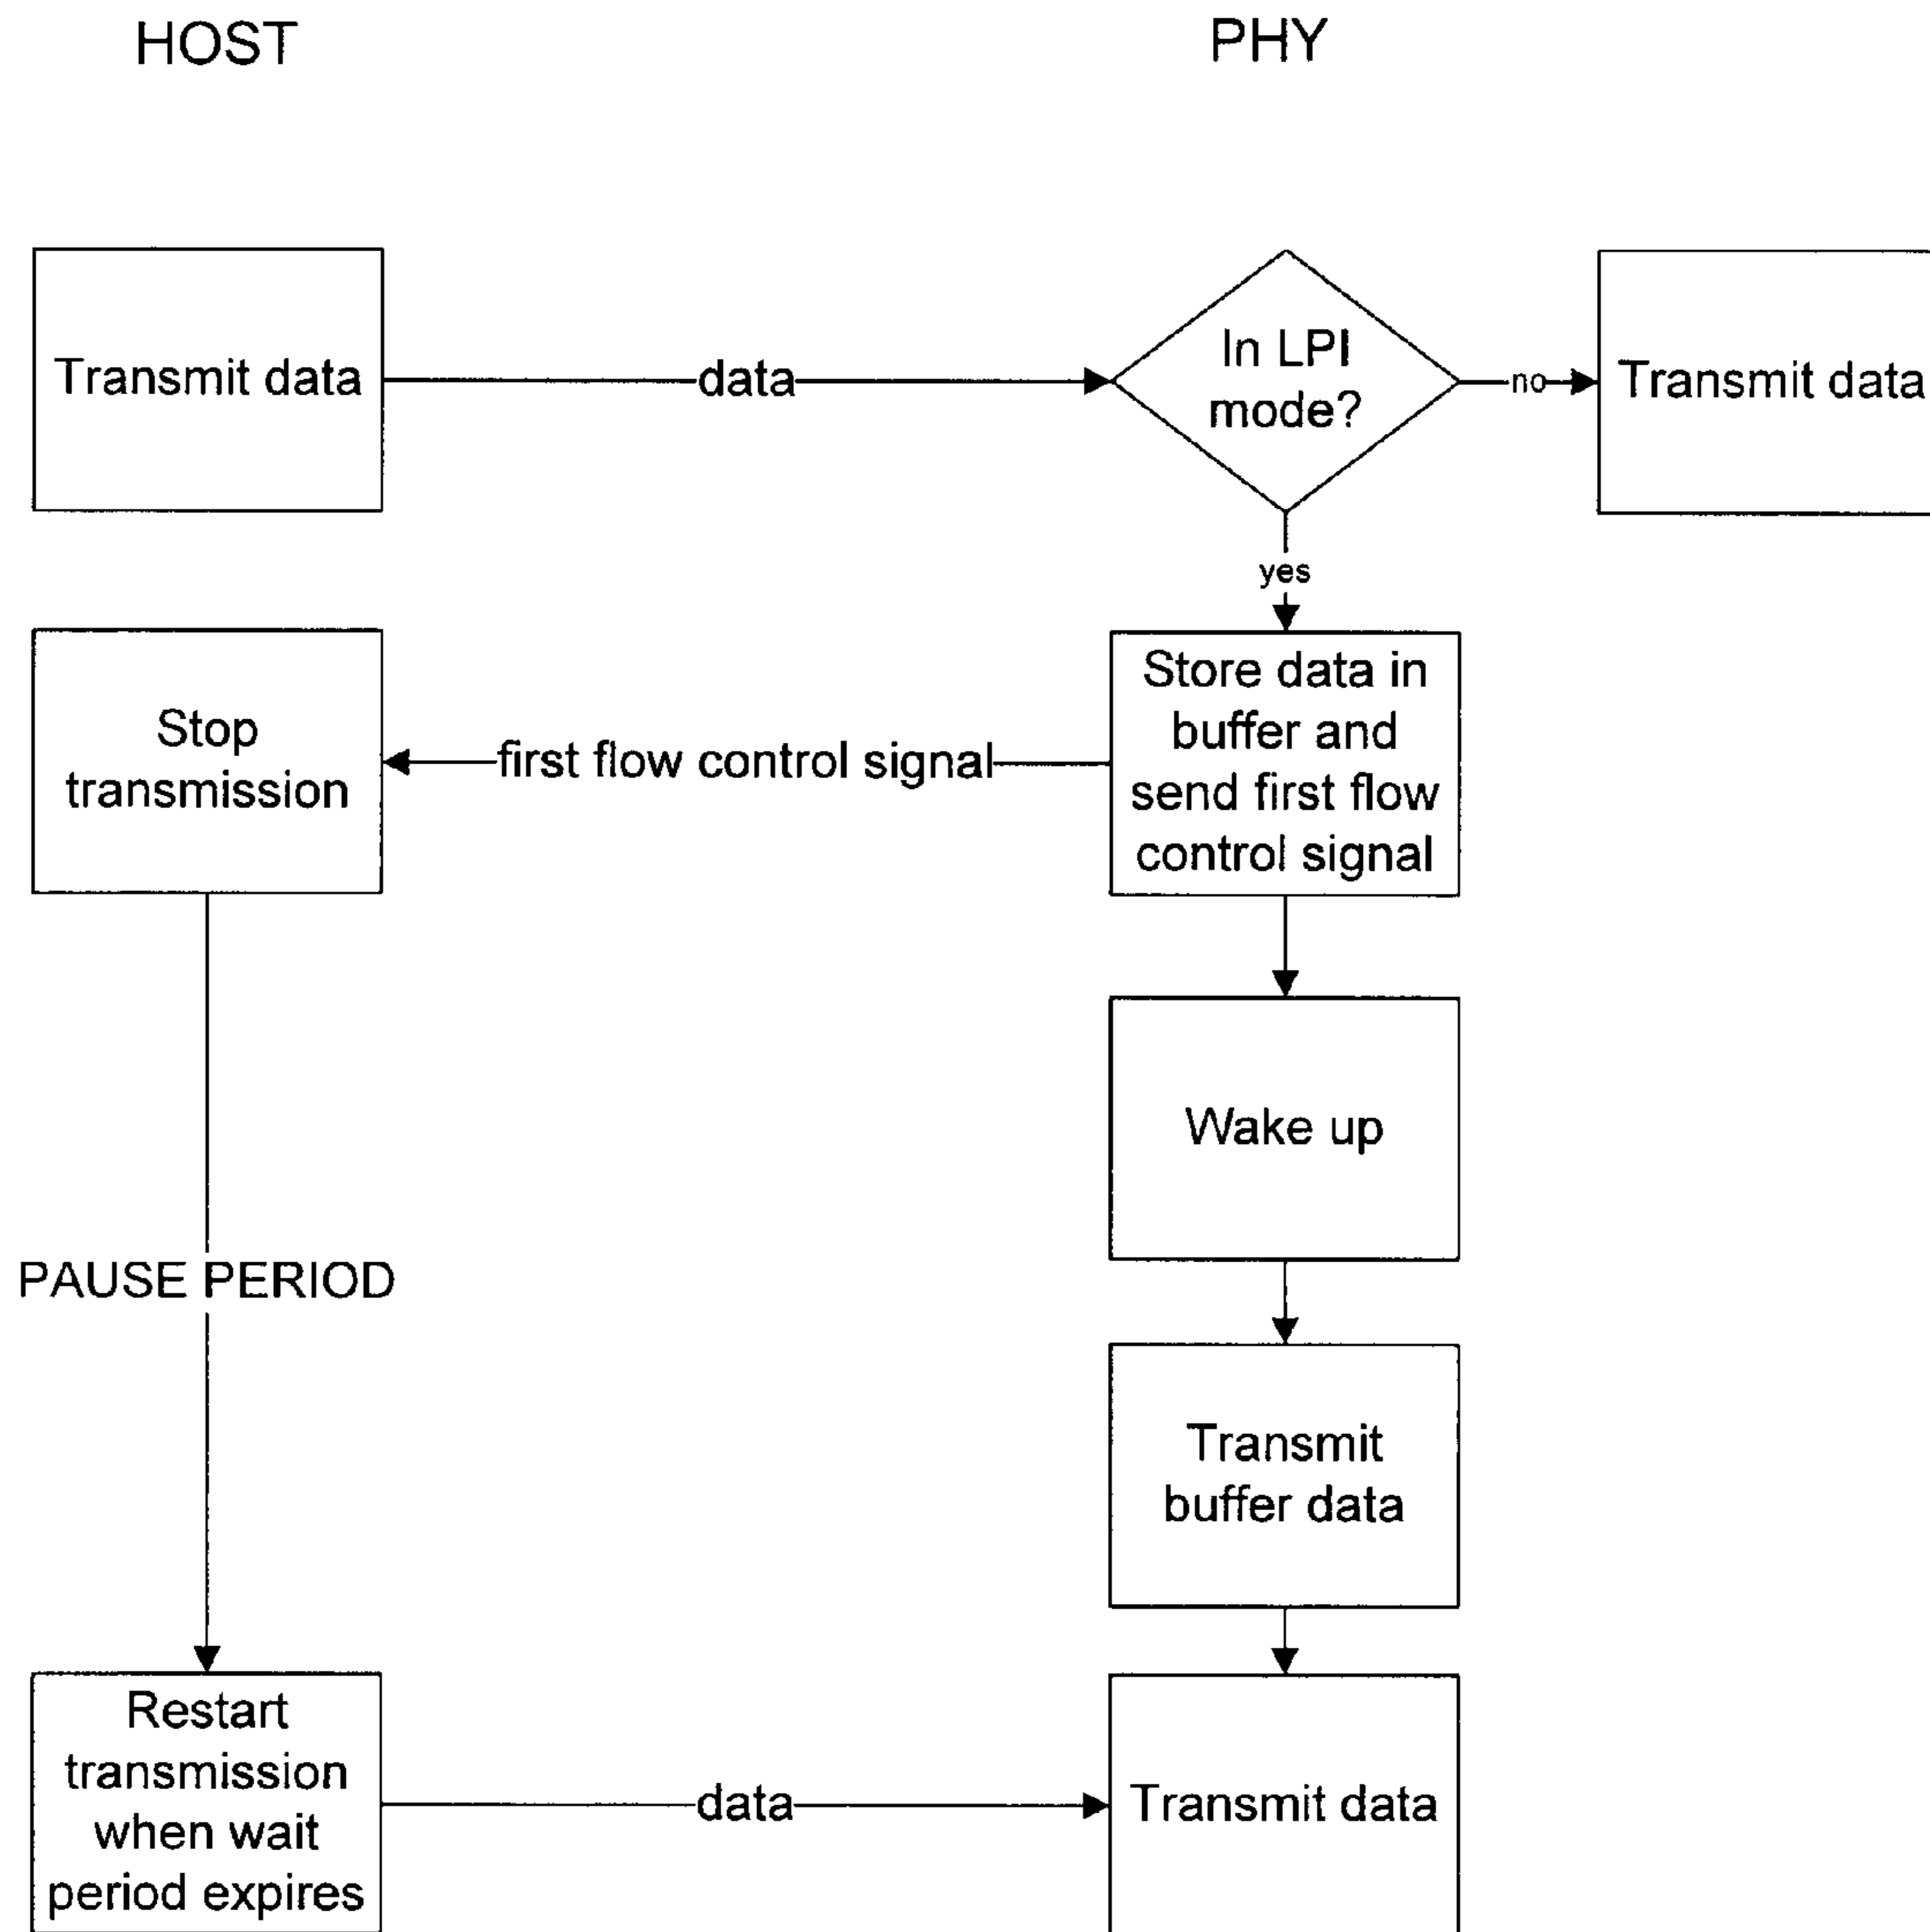 HOST
PHY
Transmit data
data
In LPI
mode?
no
Transmit data
yes
Stop
transmission
first flow control signal
Store data in
buffer and
send first flow
control signal
Wake up
PAUSE PERIOD
Transmit
buffer data
Restart
transmission
when wait
period expires
data
Transmit data